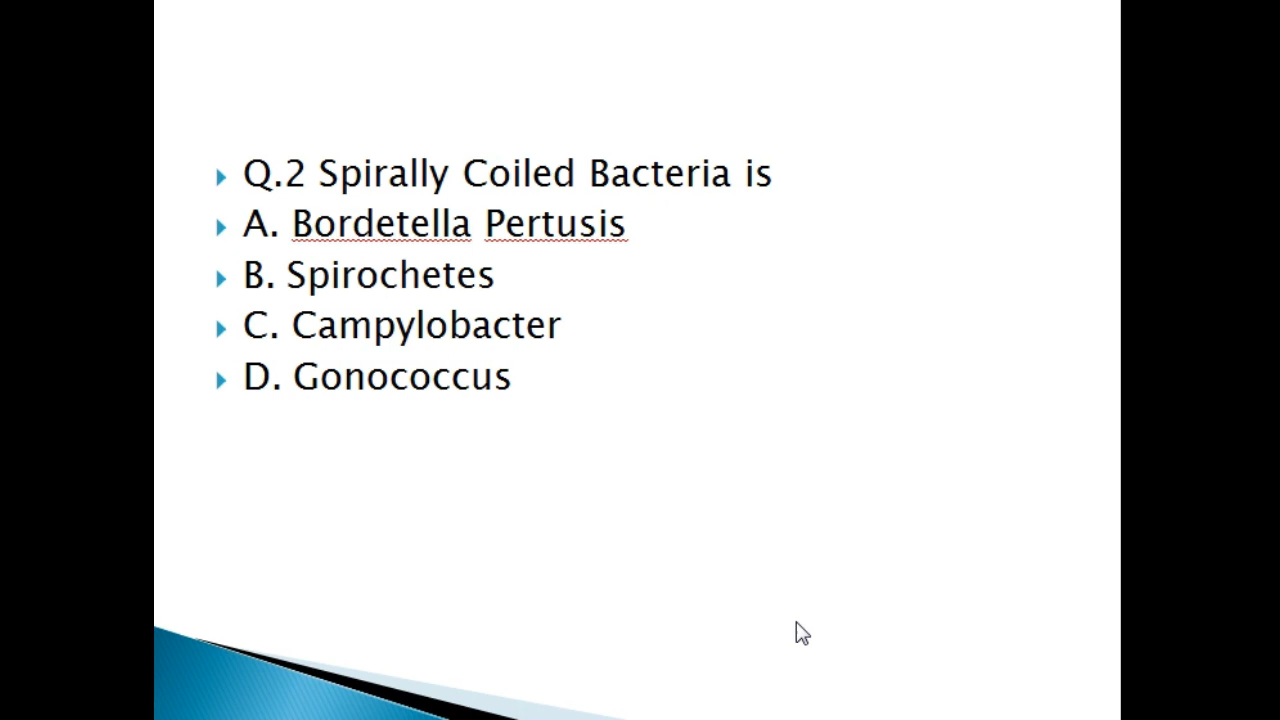 Q.2 Spirally Coiled Bacteria is
A. Bordetella Pertusis
B. Spirochetes
C. Campylobacter
D. Gonococcus